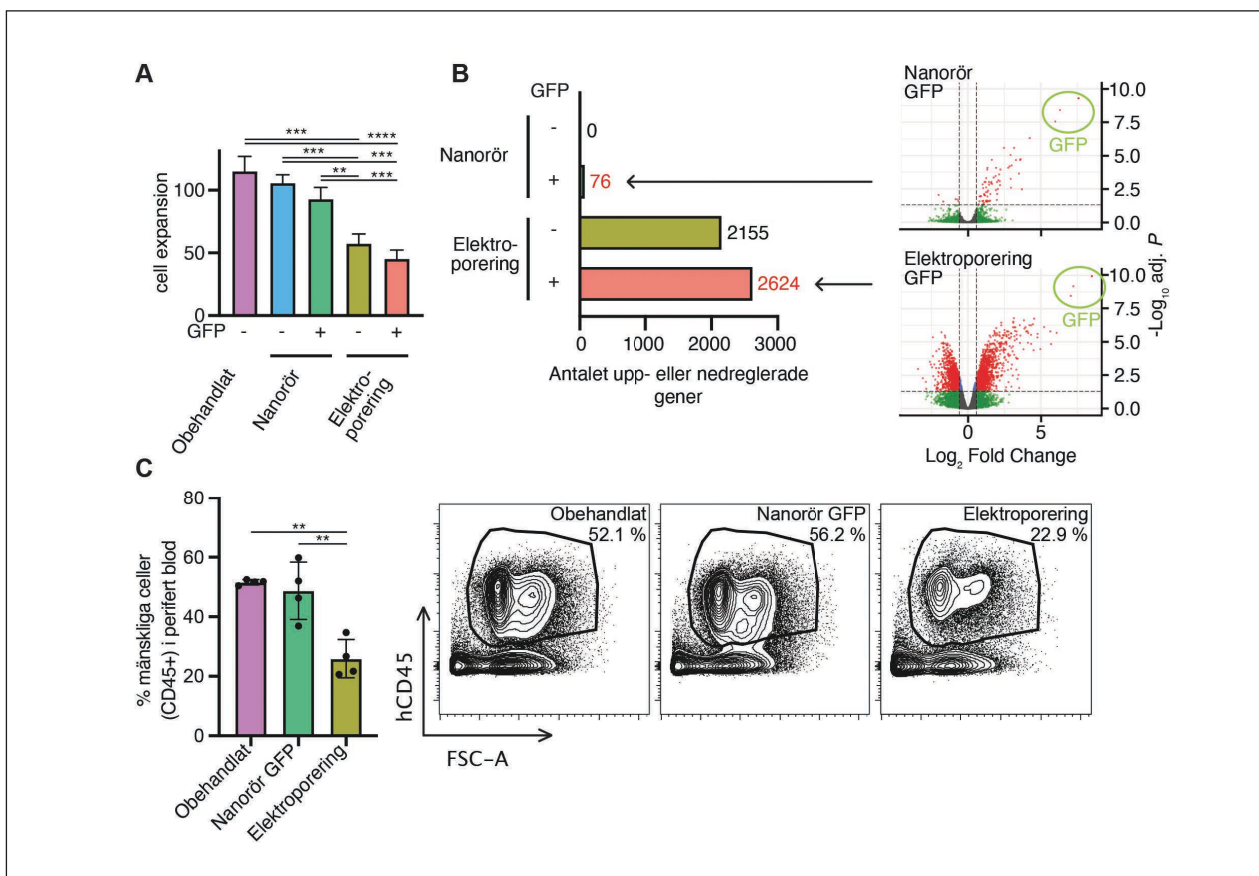 A
cell expansion
100
50
0
***
****
***
***
**
***
GFP
-
-
+
-
+
Obehandlat
Nanorör
Elektro-
porering
B
GFP
Nanorör
-
0
+
76
Elektro-
porering
-
2155
+
2624
0
1000
2000
3000
Antalet upp- eller nedreglerade
gener
Nanorör
GFP
GFP
10.0
7.5
5.0
2.5
0.0
Elektroporering
GFP
GFP
10.0
7.5
5.0
2.5
0.0
-Log10 adj. P
0
5
Log2 Fold Change
C
% mänskliga celler
(CD45+) i perifert blod
80
60
40
20
0
**
**
Obehandlat
Nanorör GFP
Elektroporering
hCD45
FSC-A
Obehandlat
52.1 %
Nanorör GFP
56.2 %
Elektroporering
22.9 %